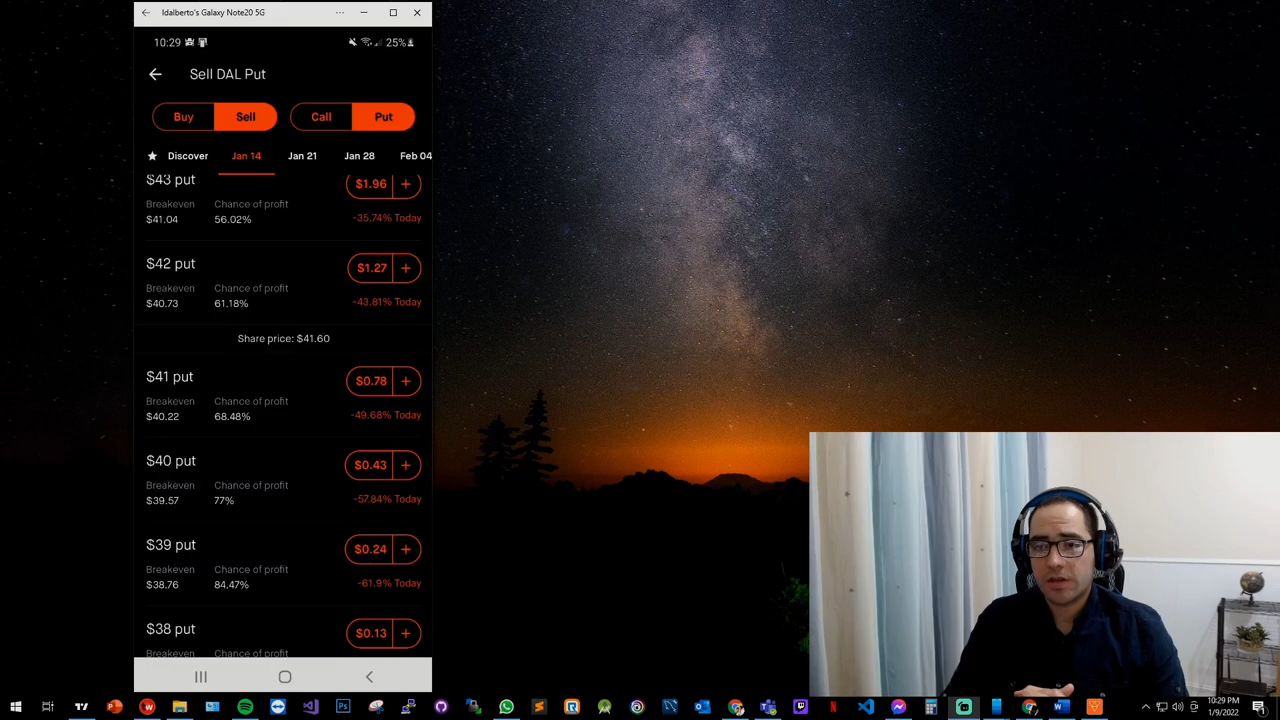 Idalberto's Galaxy Note20 5G
10:29
25%
Sell DAL Put
Buy Sell Call Put
Discover Jan 14 Jan 21 Jan 28 Feb 04
$43 put $1.96 +
Breakeven Chance of profit
$41.04 56.02% -35.74% Today
$42 put $1.27 +
Breakeven Chance of profit
$40.73 61.18% -43.81% Today
Share price: $41.60
$41 put $0.78 +
Breakeven Chance of profit
$40.22 68.48% -49.68% Today
$40 put $0.43 +
Breakeven Chance of profit
$39.57 77% -57.84% Today
$39 put $0.24 +
Breakeven Chance of profit
$38.76 84.47% -61.9% Today
$38 put $0.13 +
Breakeven Chance of profit
10:29 PM
1/9/2022